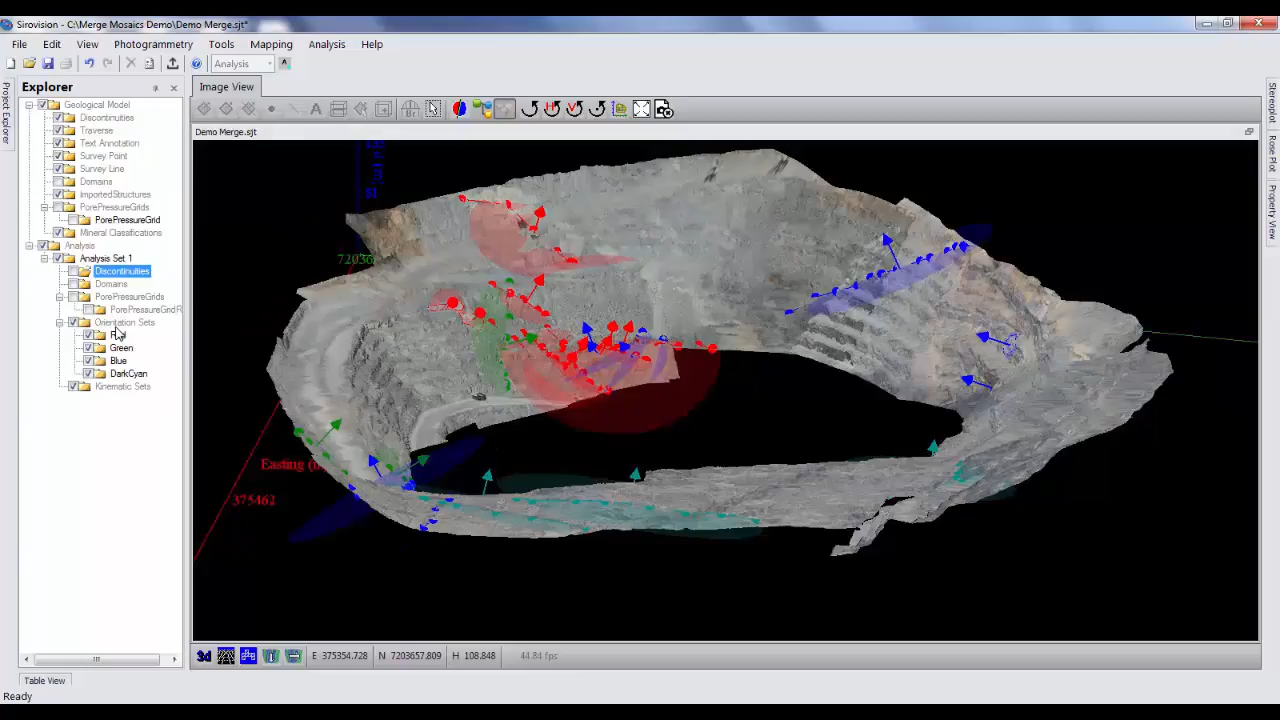 Sirovision - C:\Merge Mosaics Demo\Demo Merge.sjt*
File Edit View Photogrammetry Tools Mapping Analysis Help
Analysis
Explorer
Image View
Project Explorer
Geological Model
Discontinuities
Traverse
Text Annotation
Survey Point
Survey Line
Domains
ImportedStructures
PorePressureGrids
PorePressureGrid
Mineral Classifications
Analysis
Analysis Set 1
Discontinuities
Domains
PorePressureGrids
Orientation Sets
Green
Blue
DarkCyan
Kinematic Sets
Table View
Ready
Demo Merge.sjt
72036
Easting (m
375462
3d E 375354.728 N 7203657.809 H 108.848 44.84 fps
Stereoplot
Rose Plot
Property View